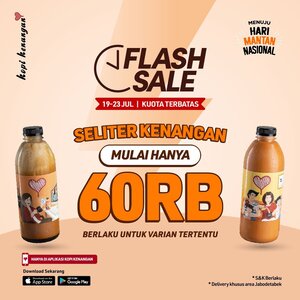 kopi kenangan
MENUJU
HARI
MANTAN
NASIONAL
FLASH
SALE
19-23 JUL | KUOTA TERBATAS
SELITER KENANGAN
MULAI HANYA
60RB
BERLAKU UNTUK VARIAN TERTENTU
HANYA DI APLIKASI KOPI KENANGAN
Download Sekarang
App Store
Google Play
* S&K Berlaku
* Delivery khusus area Jabodetabek